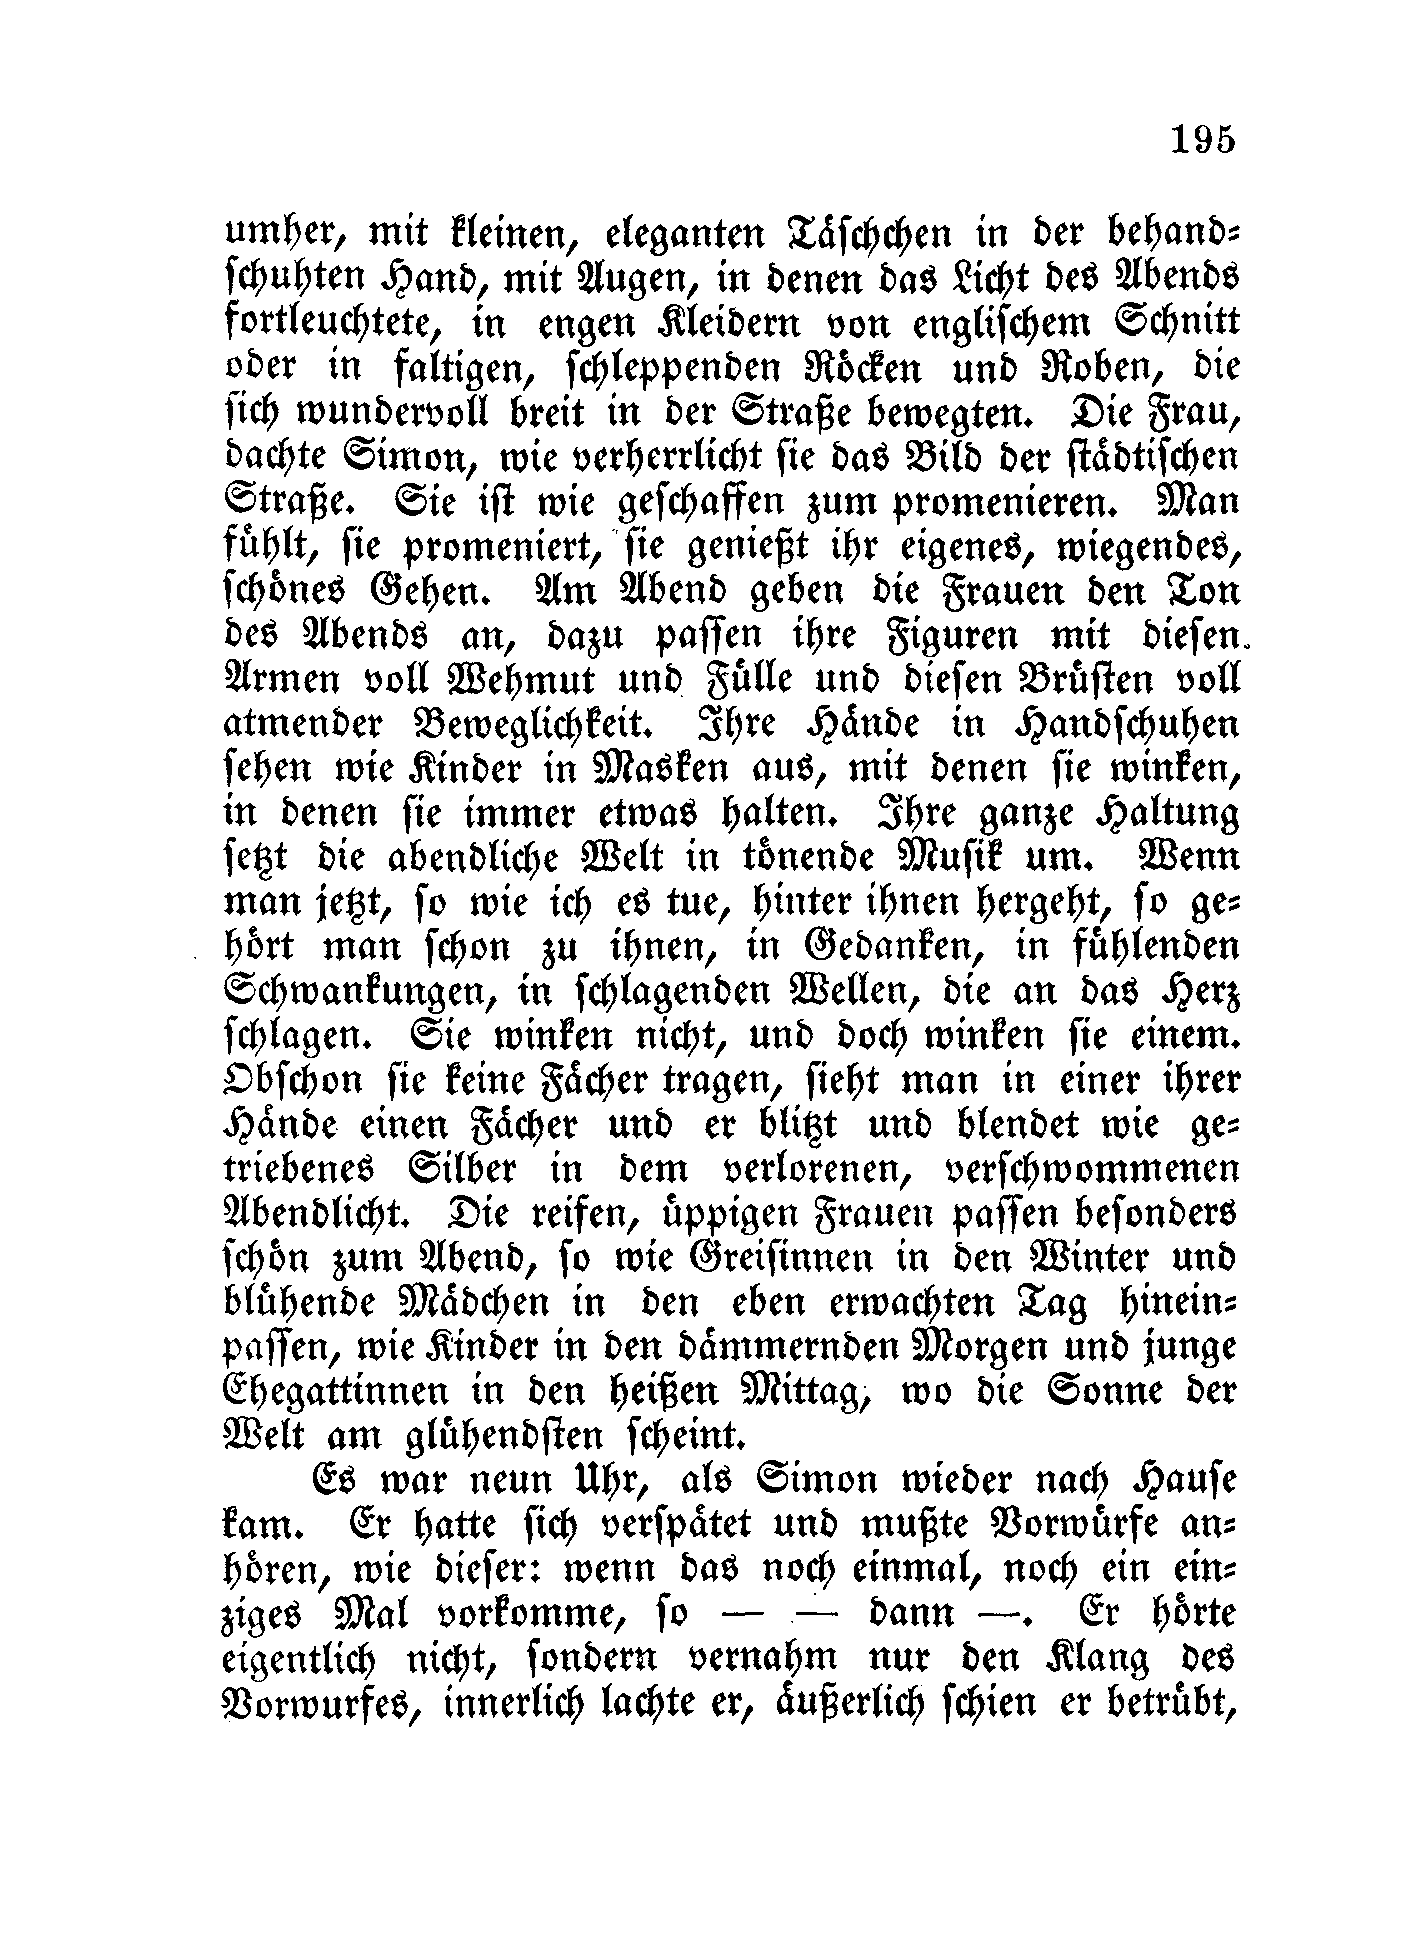 195
umher, mit kleinen, eleganten Täschchen in der behand-
schuhten Hand, mit Augen, in denen das Licht des Abends
fortleuchtete, in engen Kleidern von englischem Schnitt
oder in faltigen, schleppenden Röcken und Roben, die
sich wundervoll breit in der Straße bewegten. Die Frau,
dachte Simon, wie verherrlicht sie das Bild der städtischen
Straße. Sie ist wie geschaffen zum promenieren. Man
fühlt, sie promeniert, sie genießt ihr eigenes, wiegendes,
schönes Gehen. Am Abend geben die Frauen den Ton
des Abends an, dazu passen ihre Figuren mit diesen
Armen voll Wehmut und Fülle und diesen Brüsten voll
atmender Beweglichkeit. Ihre Hände in Handschuhen
sehen wie Kinder in Masken aus, mit denen sie winken,
in denen sie immer etwas halten. Ihre ganze Haltung
setzt die abendliche Welt in tönende Musik um. Wenn
man jetzt, so wie ich es tue, hinter ihnen hergeht, so ge-
hört man schon zu ihnen, in Gedanken, in fühlenden
Schwankungen, in schlagenden Wellen, die an das Herz
schlagen. Sie winken nicht, und doch winken sie einem.
Obschon sie keine Fächer tragen, sieht man in einer ihrer
Hände einen Fächer und er blitzt und blendet wie ge-
triebenes Silber in dem verlorenen, verschwommenen
Abendlicht. Die reifen, üppigen Frauen passen besonders
schön zum Abend, so wie Greisinnen in den Winter und
blühende Mädchen in den eben erwachten Tag hinein-
passen, wie Kinder in den dämmernden Morgen und junge
Ehegattinnen in den heißen Mittag, wo die Sonne der
Welt am glühendsten scheint.
Es war neun Uhr, als Simon wieder nach Hause
kam. Er hatte sich verspätet und mußte Vorwürfe an-
hören, wie dieser: wenn das noch einmal, noch ein ein-
ziges Mal vorkomme, so — — dann —. Er hörte
eigentlich nicht, sondern vernahm nur den Klang des
Vorwurfes, innerlich lachte er, äußerlich schien er betrübt,